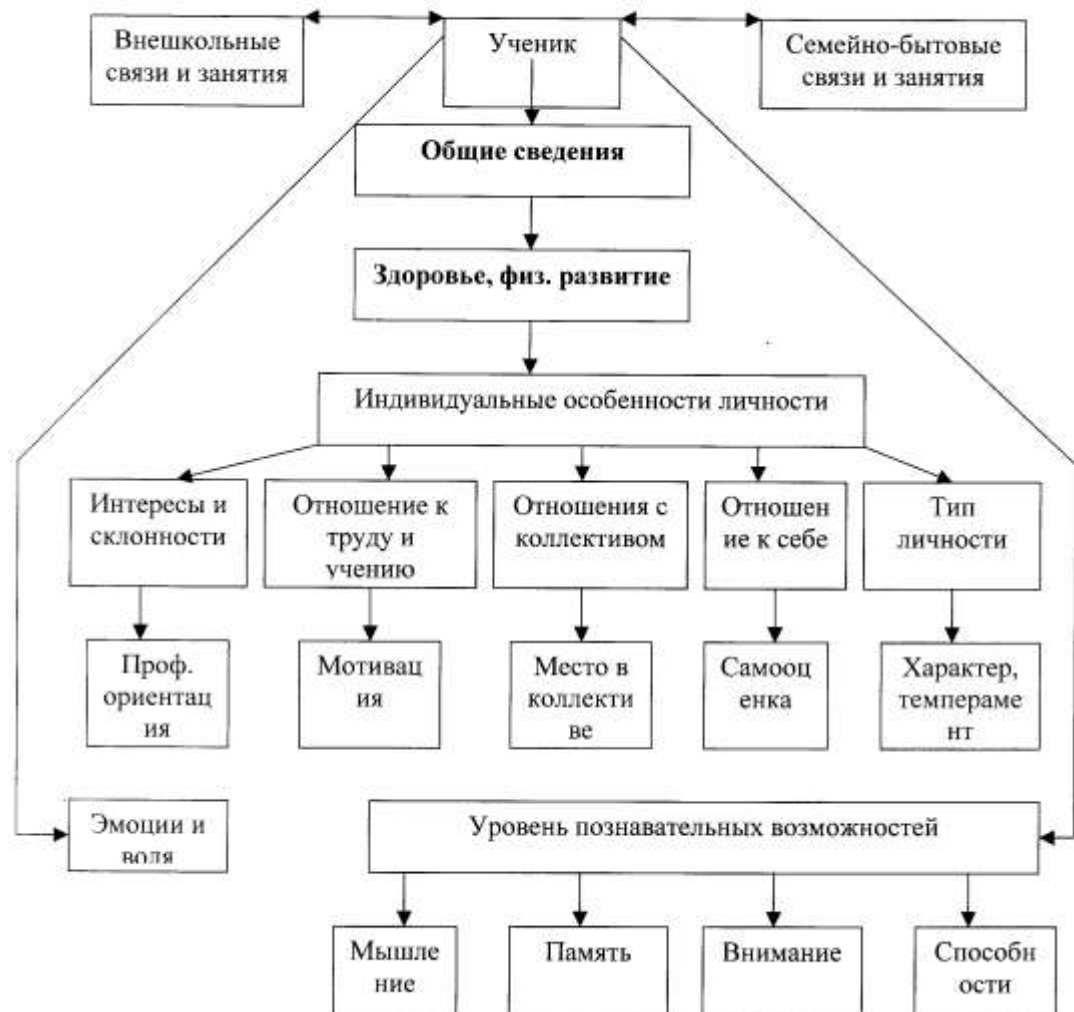 Внешкольные
связи и занятия
Ученик
Семейно-бытовые
связи и занятия
Общие сведения
Здоровье, физ. развитие
Индивидуальные особенности личности
Интересы и
склонности
Отношение к
труду и
учению
Отношения с
коллективом
Отношен
ие к себе
Тип
личности
Проф.
ориентац
ия
Мотивац
ия
Место в
коллекти
ве
Самооц
енка
Характер,
темпераме
нт
Эмоции и
воля
Уровень познавательных возможностей
Мышле
ние
Память
Внимание
Способн
ости